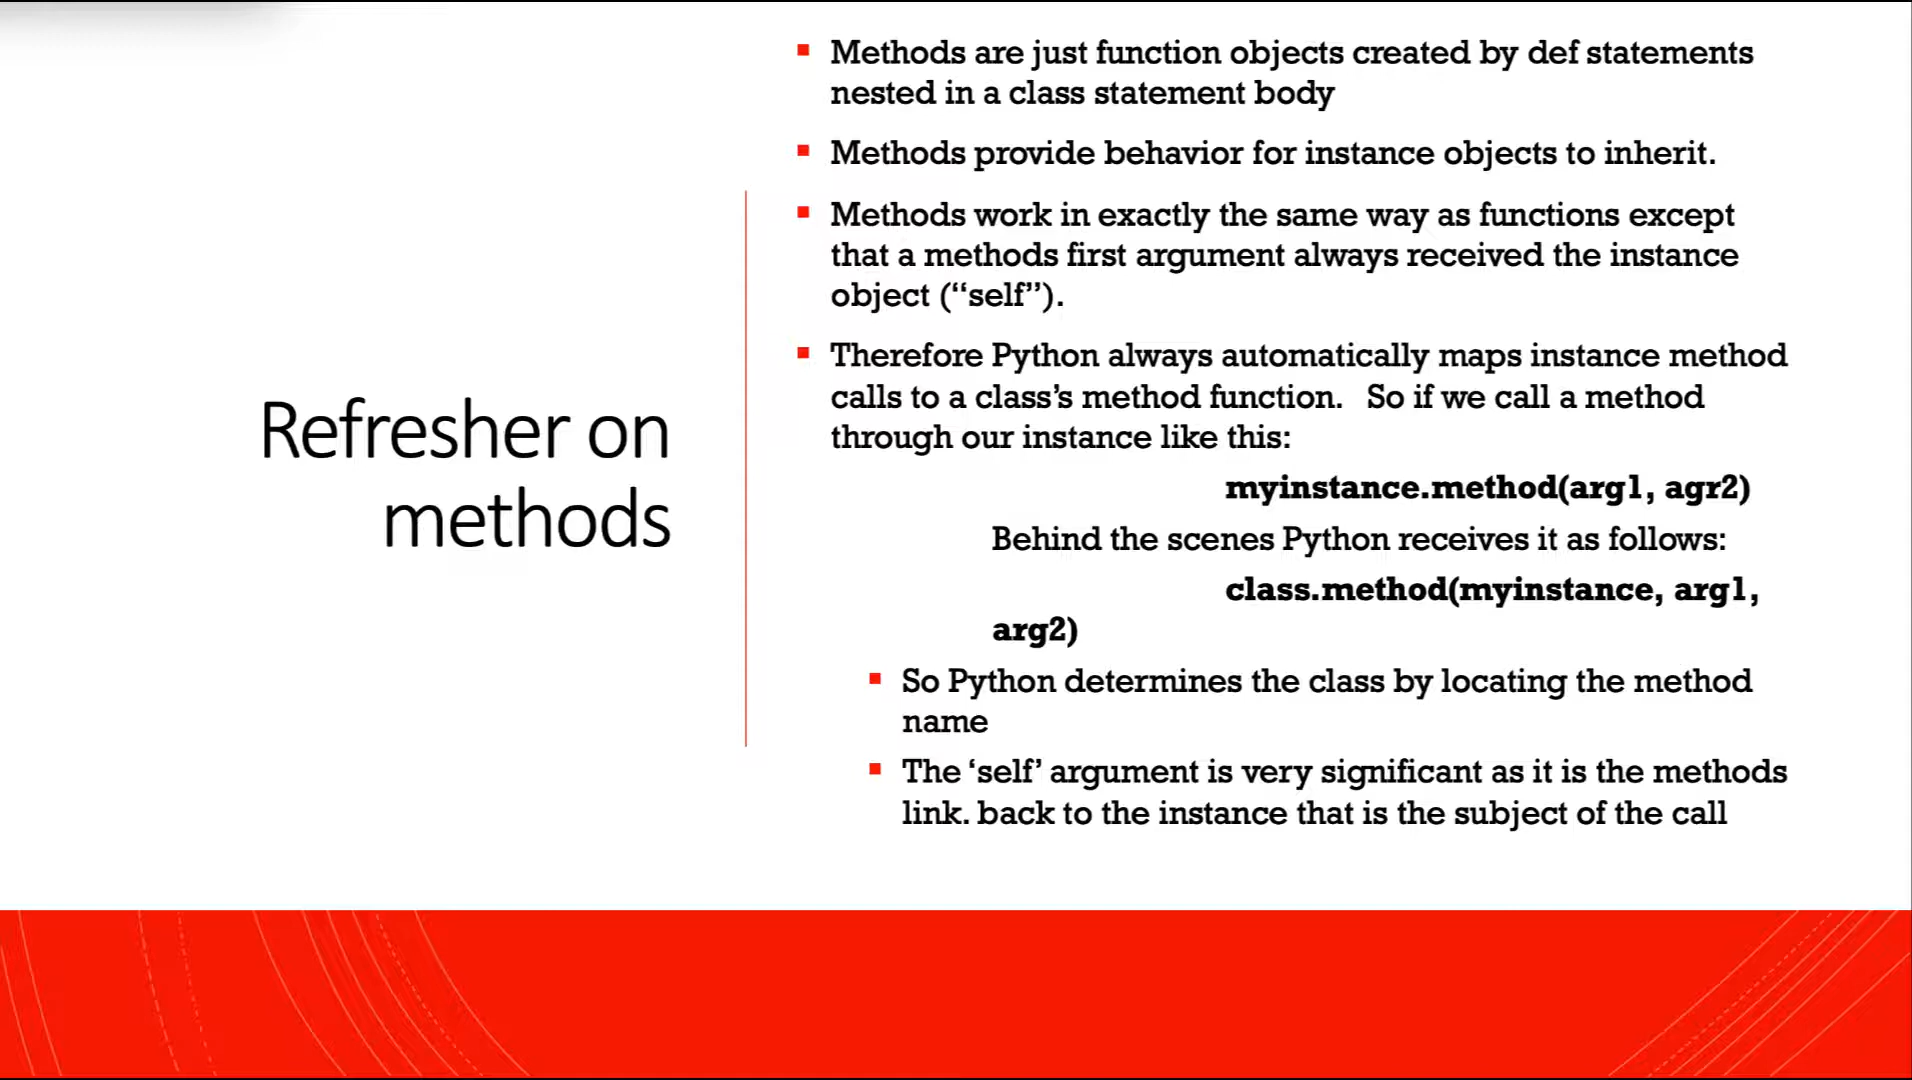 Refresher on
methods
Methods are just function objects created by def statements
nested in a class statement body
Methods provide behavior for instance objects to inherit.
Methods work in exactly the same way as functions except
that a methods first argument always received the instance
object (“self”).
Therefore Python always automatically maps instance method
calls to a class’s method function. So if we call a method
through our instance like this:
myinstance.method(arg1, agr2)
Behind the scenes Python receives it as follows:
class.method(myinstance, arg1,
arg2)
So Python determines the class by locating the method
name
The ‘self’ argument is very significant as it is the methods
link. back to the instance that is the subject of the call